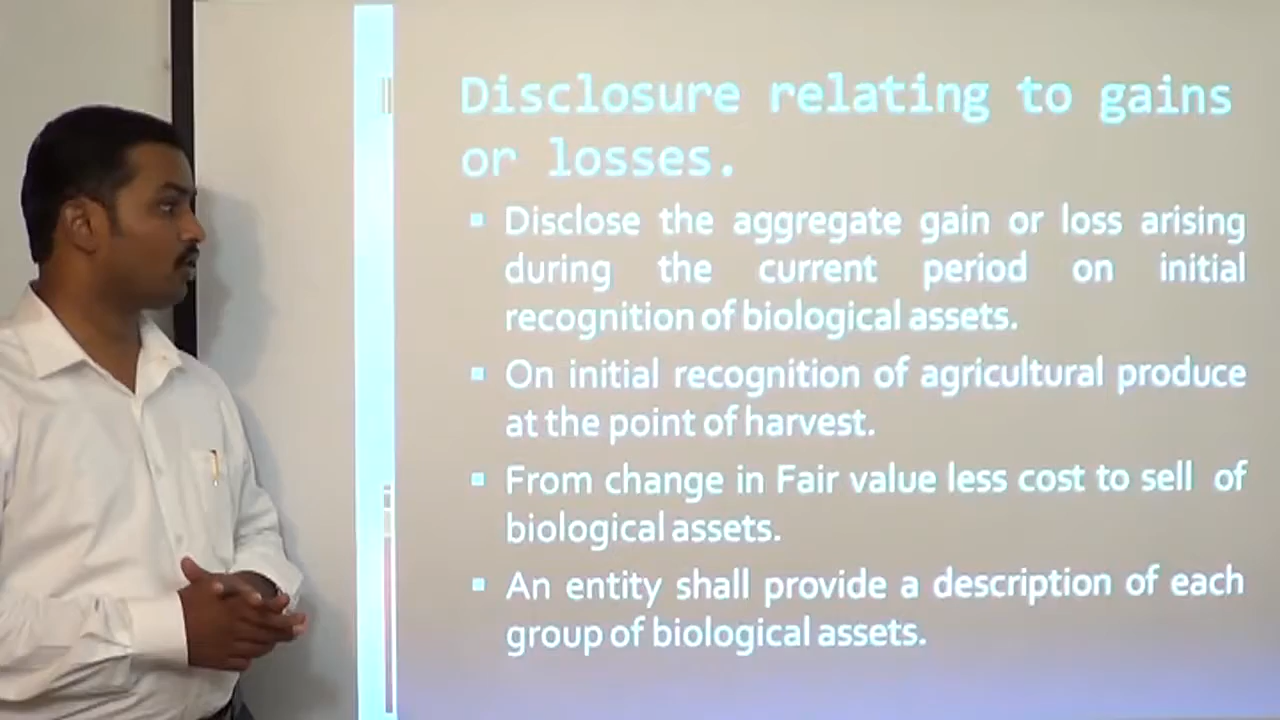 Disclosure relating to gains
or losses.
▪ Disclose the aggregate gain or loss arising
during the current period on initial
recognition of biological assets.
▪ On initial recognition of agricultural produce
at the point of harvest.
▪ From change in Fair value less cost to sell of
biological assets.
▪ An entity shall provide a description of each
group of biological assets.